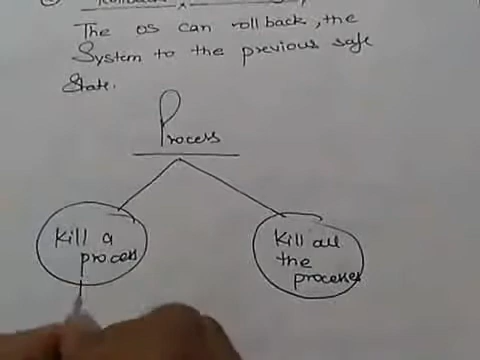 The OS can roll back, the
System to the previous safe
State.
Process
Kill a
process
Kill all
the
processes